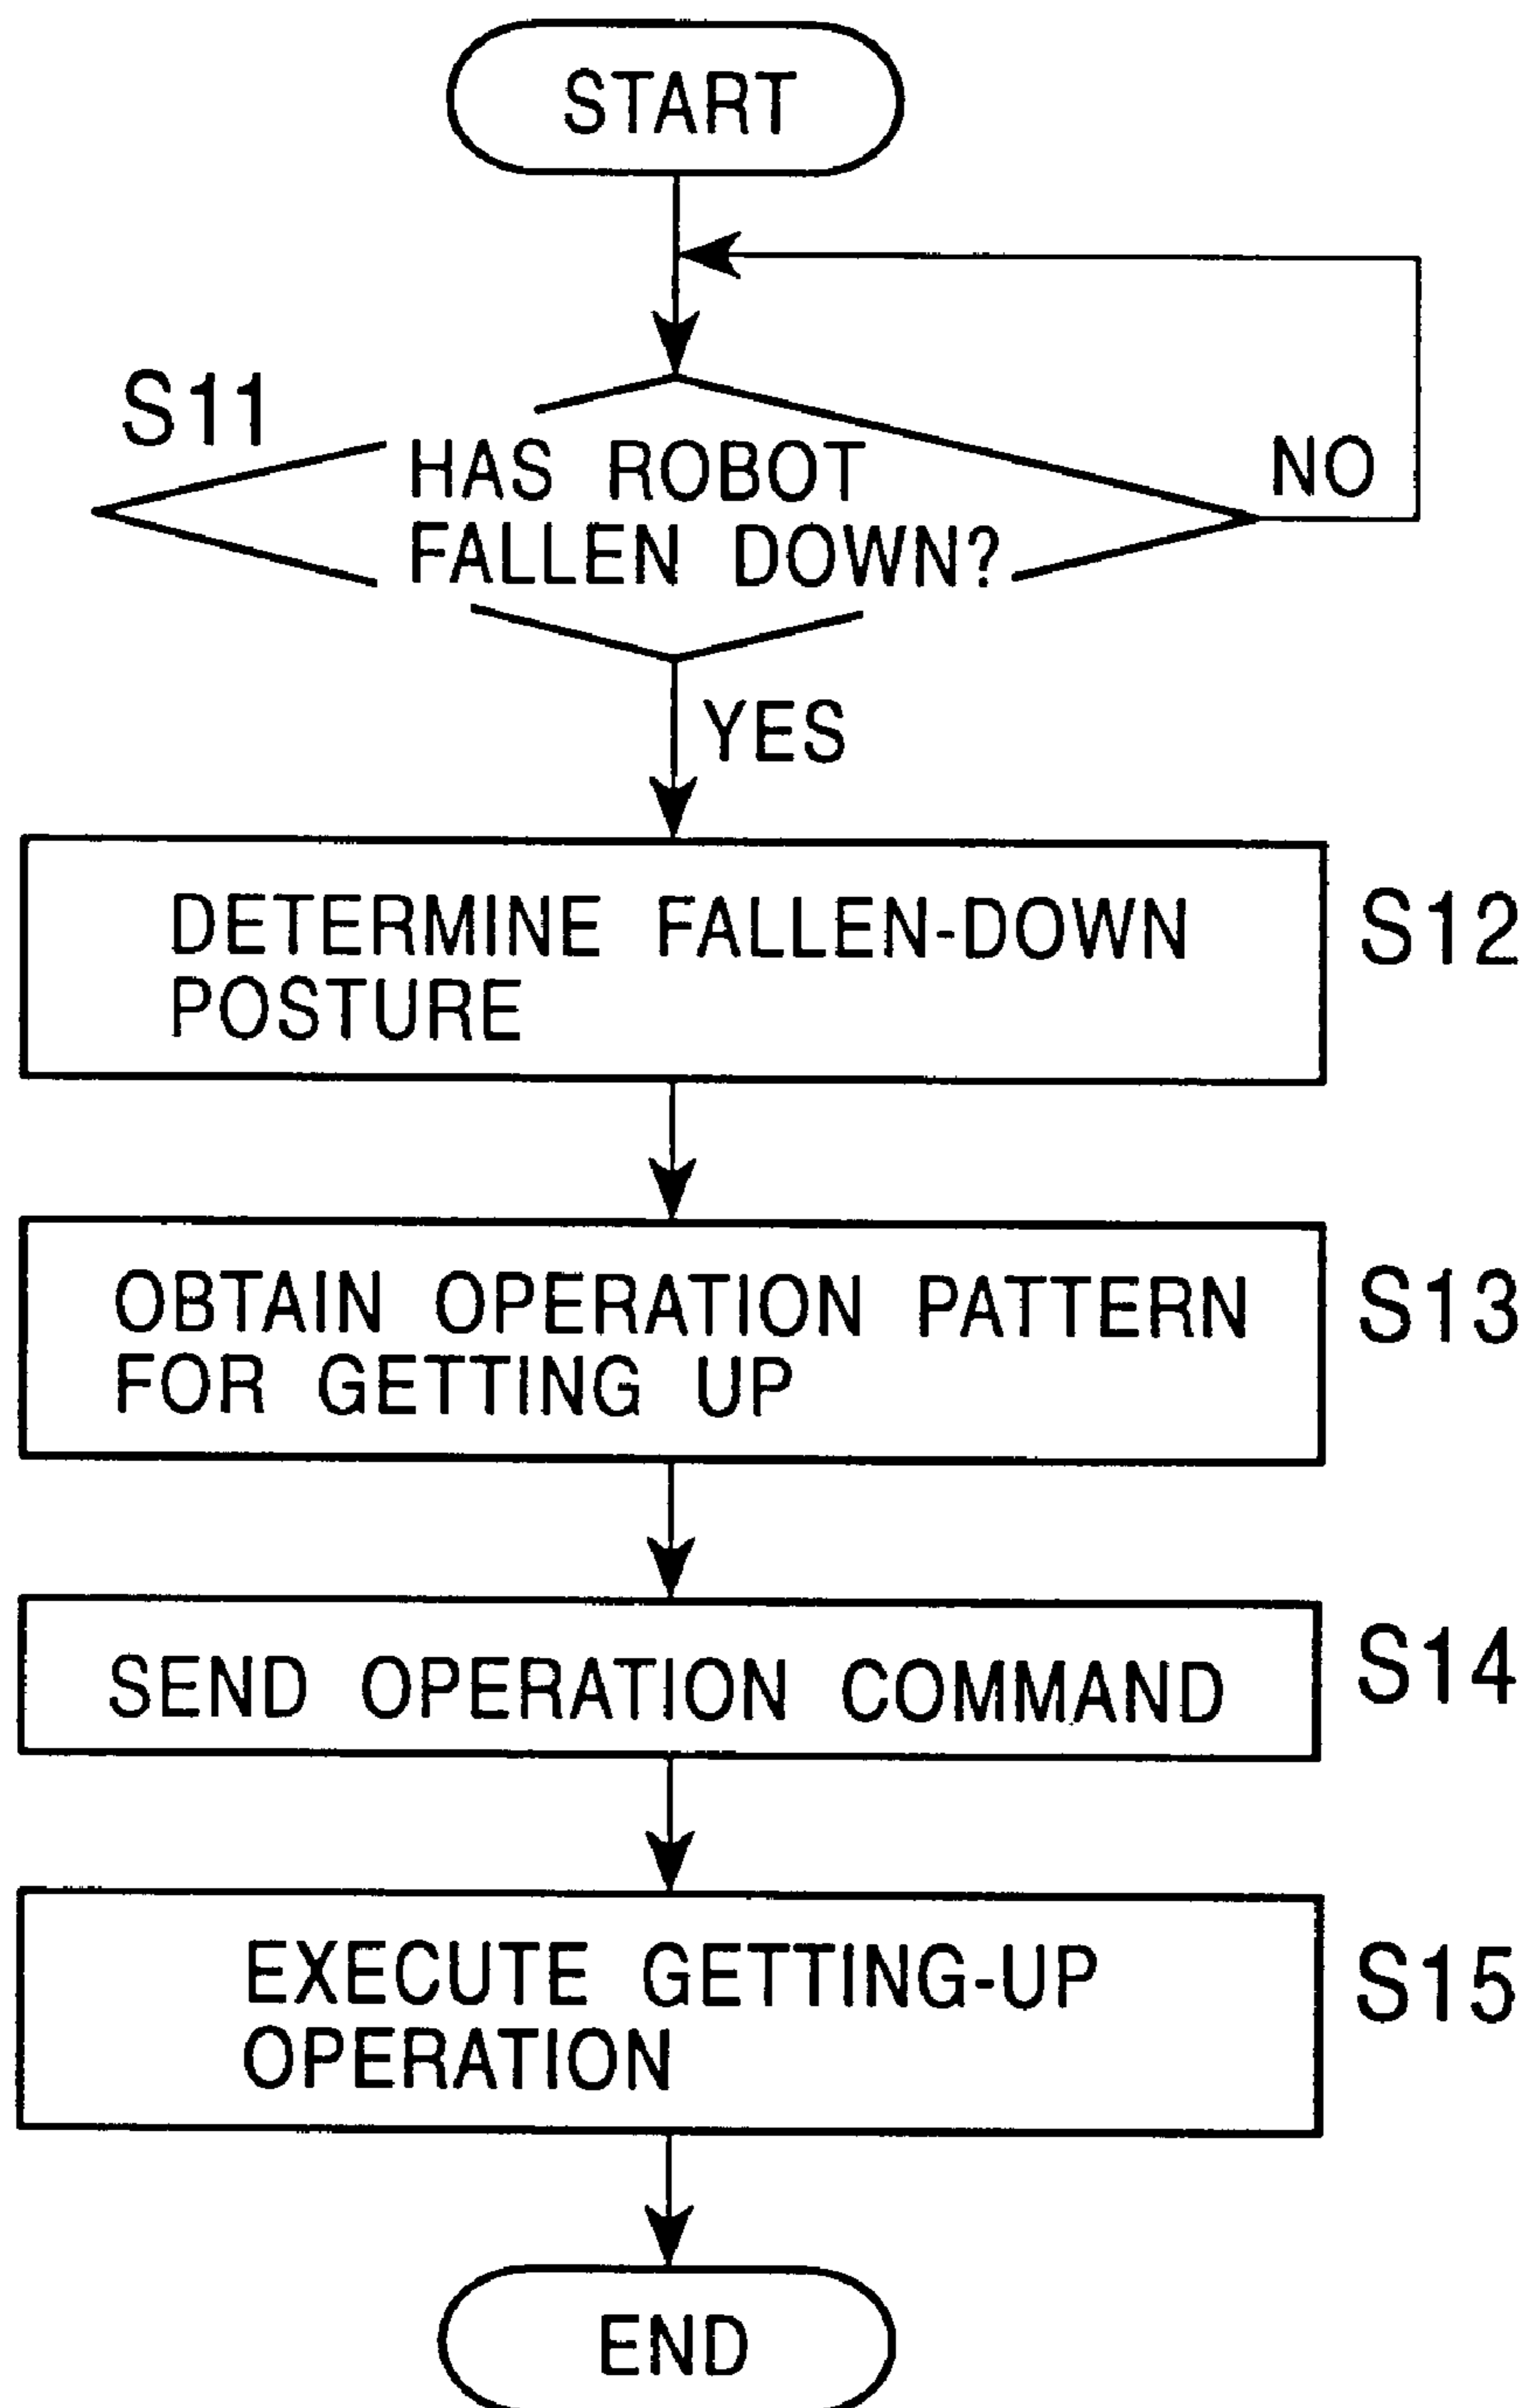 START
S11
HAS ROBOT
FALLEN DOWN?
NO
YES
DETERMINE FALLEN-DOWN
POSTURE
S12
OBTAIN OPERATION PATTERN
FOR GETTING UP
S13
SEND OPERATION COMMAND
S14
EXECUTE GETTING-UP
OPERATION
S15
END